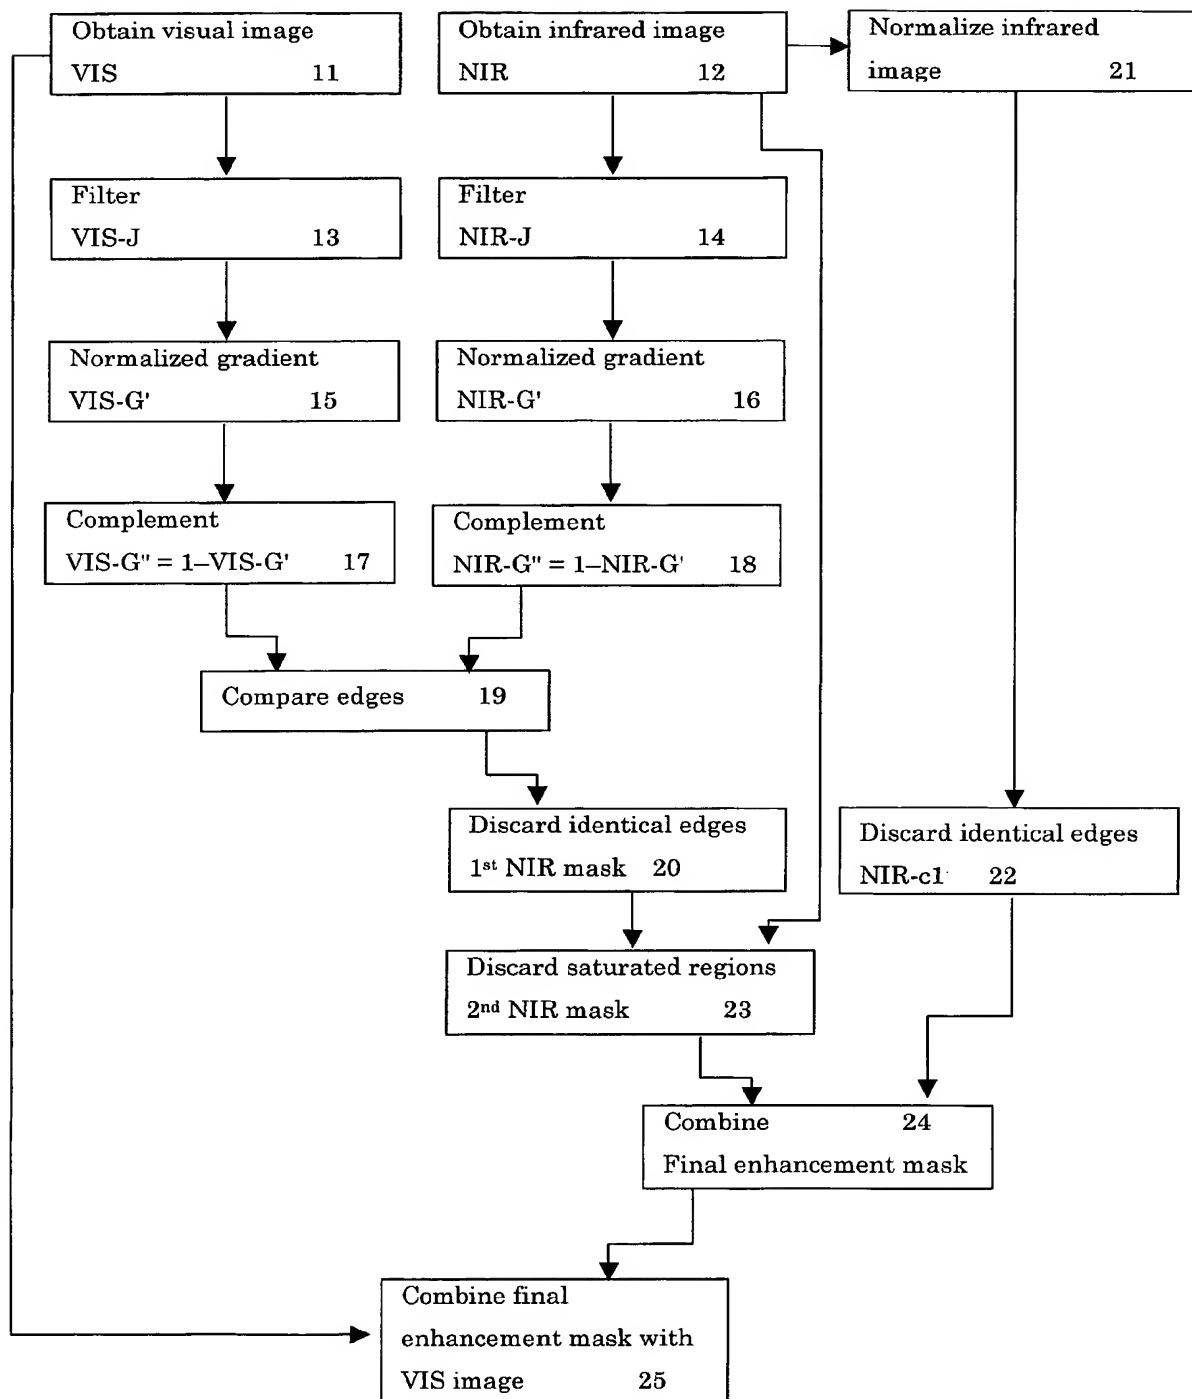 Obtain visual image
VIS 11
Obtain infrared image
NIR 12
Normalize infrared
image 21
Filter
VIS-J 13
Filter
NIR-J 14
Normalized gradient
VIS-G' 15
Normalized gradient
NIR-G' 16
Complement
VIS-G" = 1–VIS-G' 17
Complement
NIR-G" = 1–NIR-G' 18
Compare edges 19
Discard identical edges
1st NIR mask 20
Discard identical edges
NIR-c1 22
Discard saturated regions
2nd NIR mask 23
Combine 24
Final enhancement mask
Combine final
enhancement mask with
VIS image 25